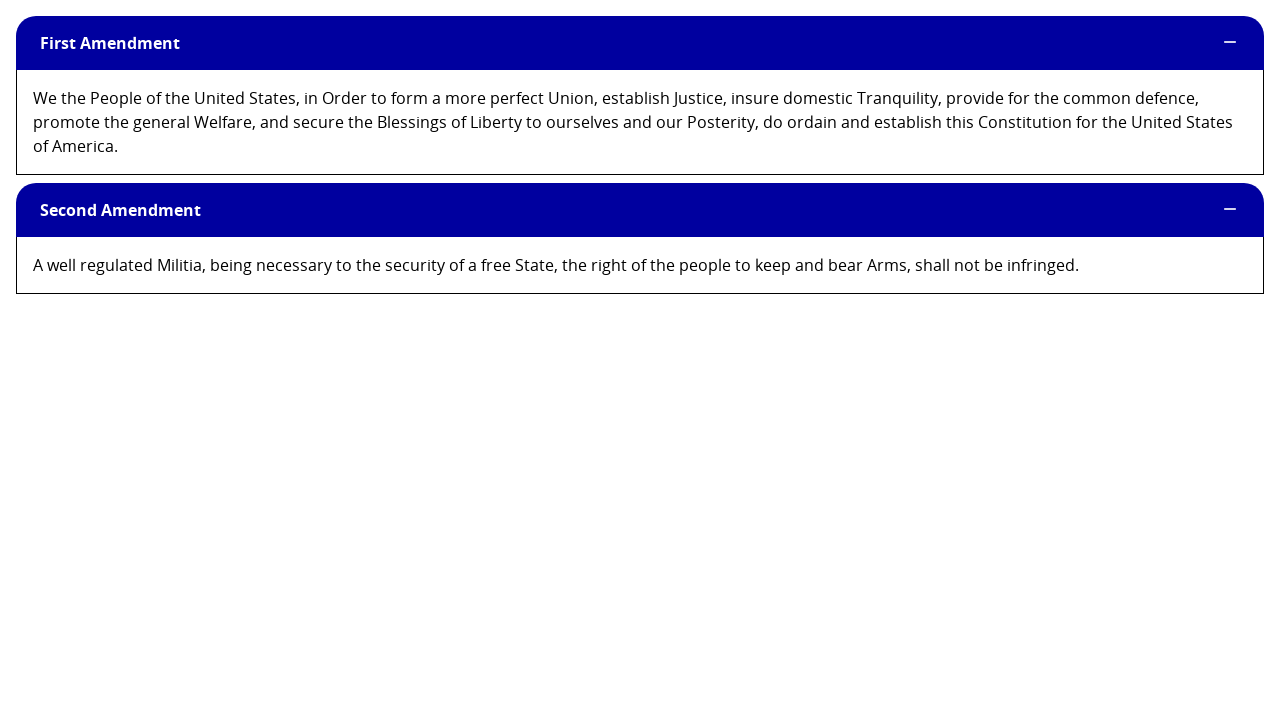 First Amendment
We the People of the United States, in Order to form a more perfect Union, establish Justice, insure domestic Tranquility, provide for the common defence,
promote the general Welfare, and secure the Blessings of Liberty to ourselves and our Posterity, do ordain and establish this Constitution for the United States
of America.
Second Amendment
A well regulated Militia, being necessary to the security of a free State, the right of the people to keep and bear Arms, shall not be infringed.